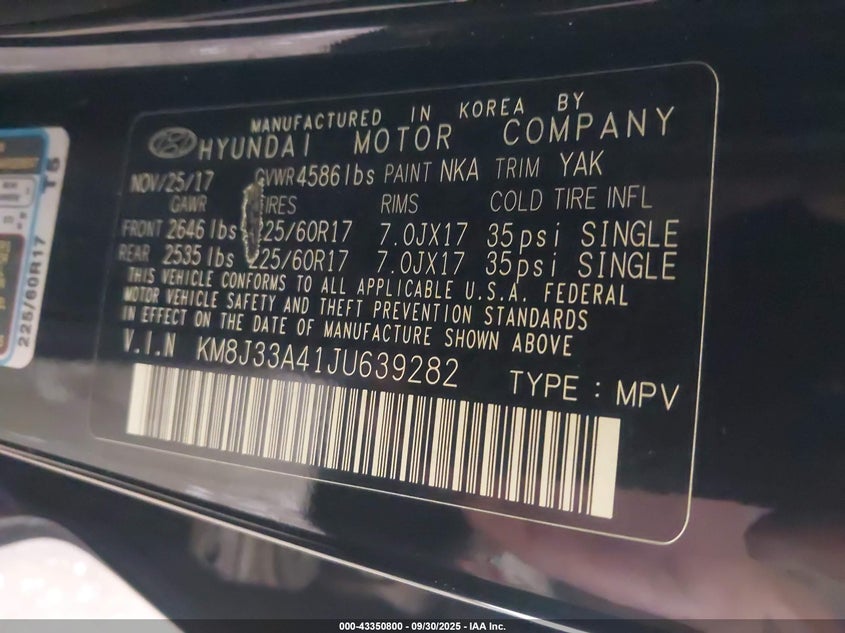 MANUFACTURED IN KOREA BY
HYUNDAI MOTOR COMPANY
NOV/25/17 GVWR 4586 lbs PAINT NKA TRIM YAK
GAWR TIRES RIMS COLD TIRE INFL
FRONT 2646 lbs 225/60R17 7.0JX17 35psi SINGLE
REAR 2535 lbs 225/60R17 7.0JX17 35psi SINGLE
THIS VEHICLE CONFORMS TO ALL APPLICABLE U.S.A. FEDERAL
MOTOR VEHICLE SAFETY AND THEFT PREVENTION STANDARDS
IN EFFECT ON THE DATE OF MANUFACTURE SHOWN ABOVE
V.I.N KM8J33A41JU639282 TYPE : MPV
225/60R17 T5
000-43350800 - 09/30/2025 - IAA Inc.